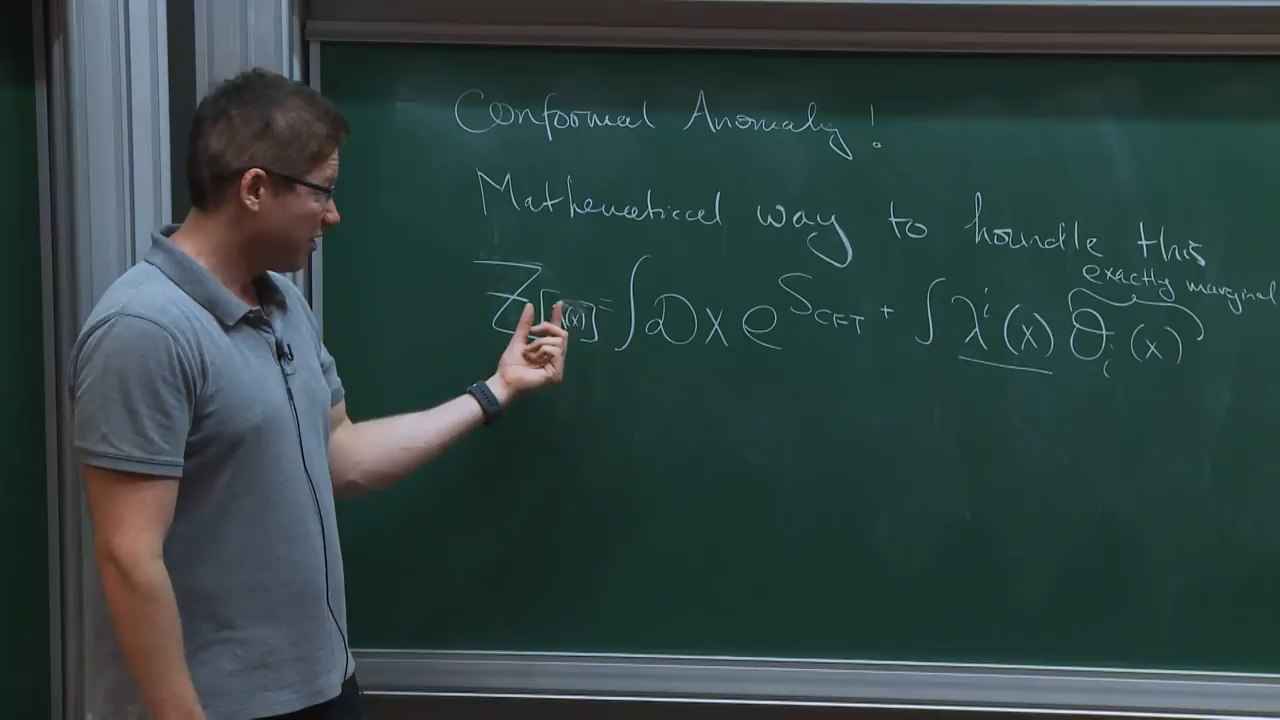 Conformal Anomaly!
Mathematical way to handle this
exactly marginal
Z[λ(x)] = ∫ Dx e^{S_CFT + ∫ λ^i(x) O_i(x)}